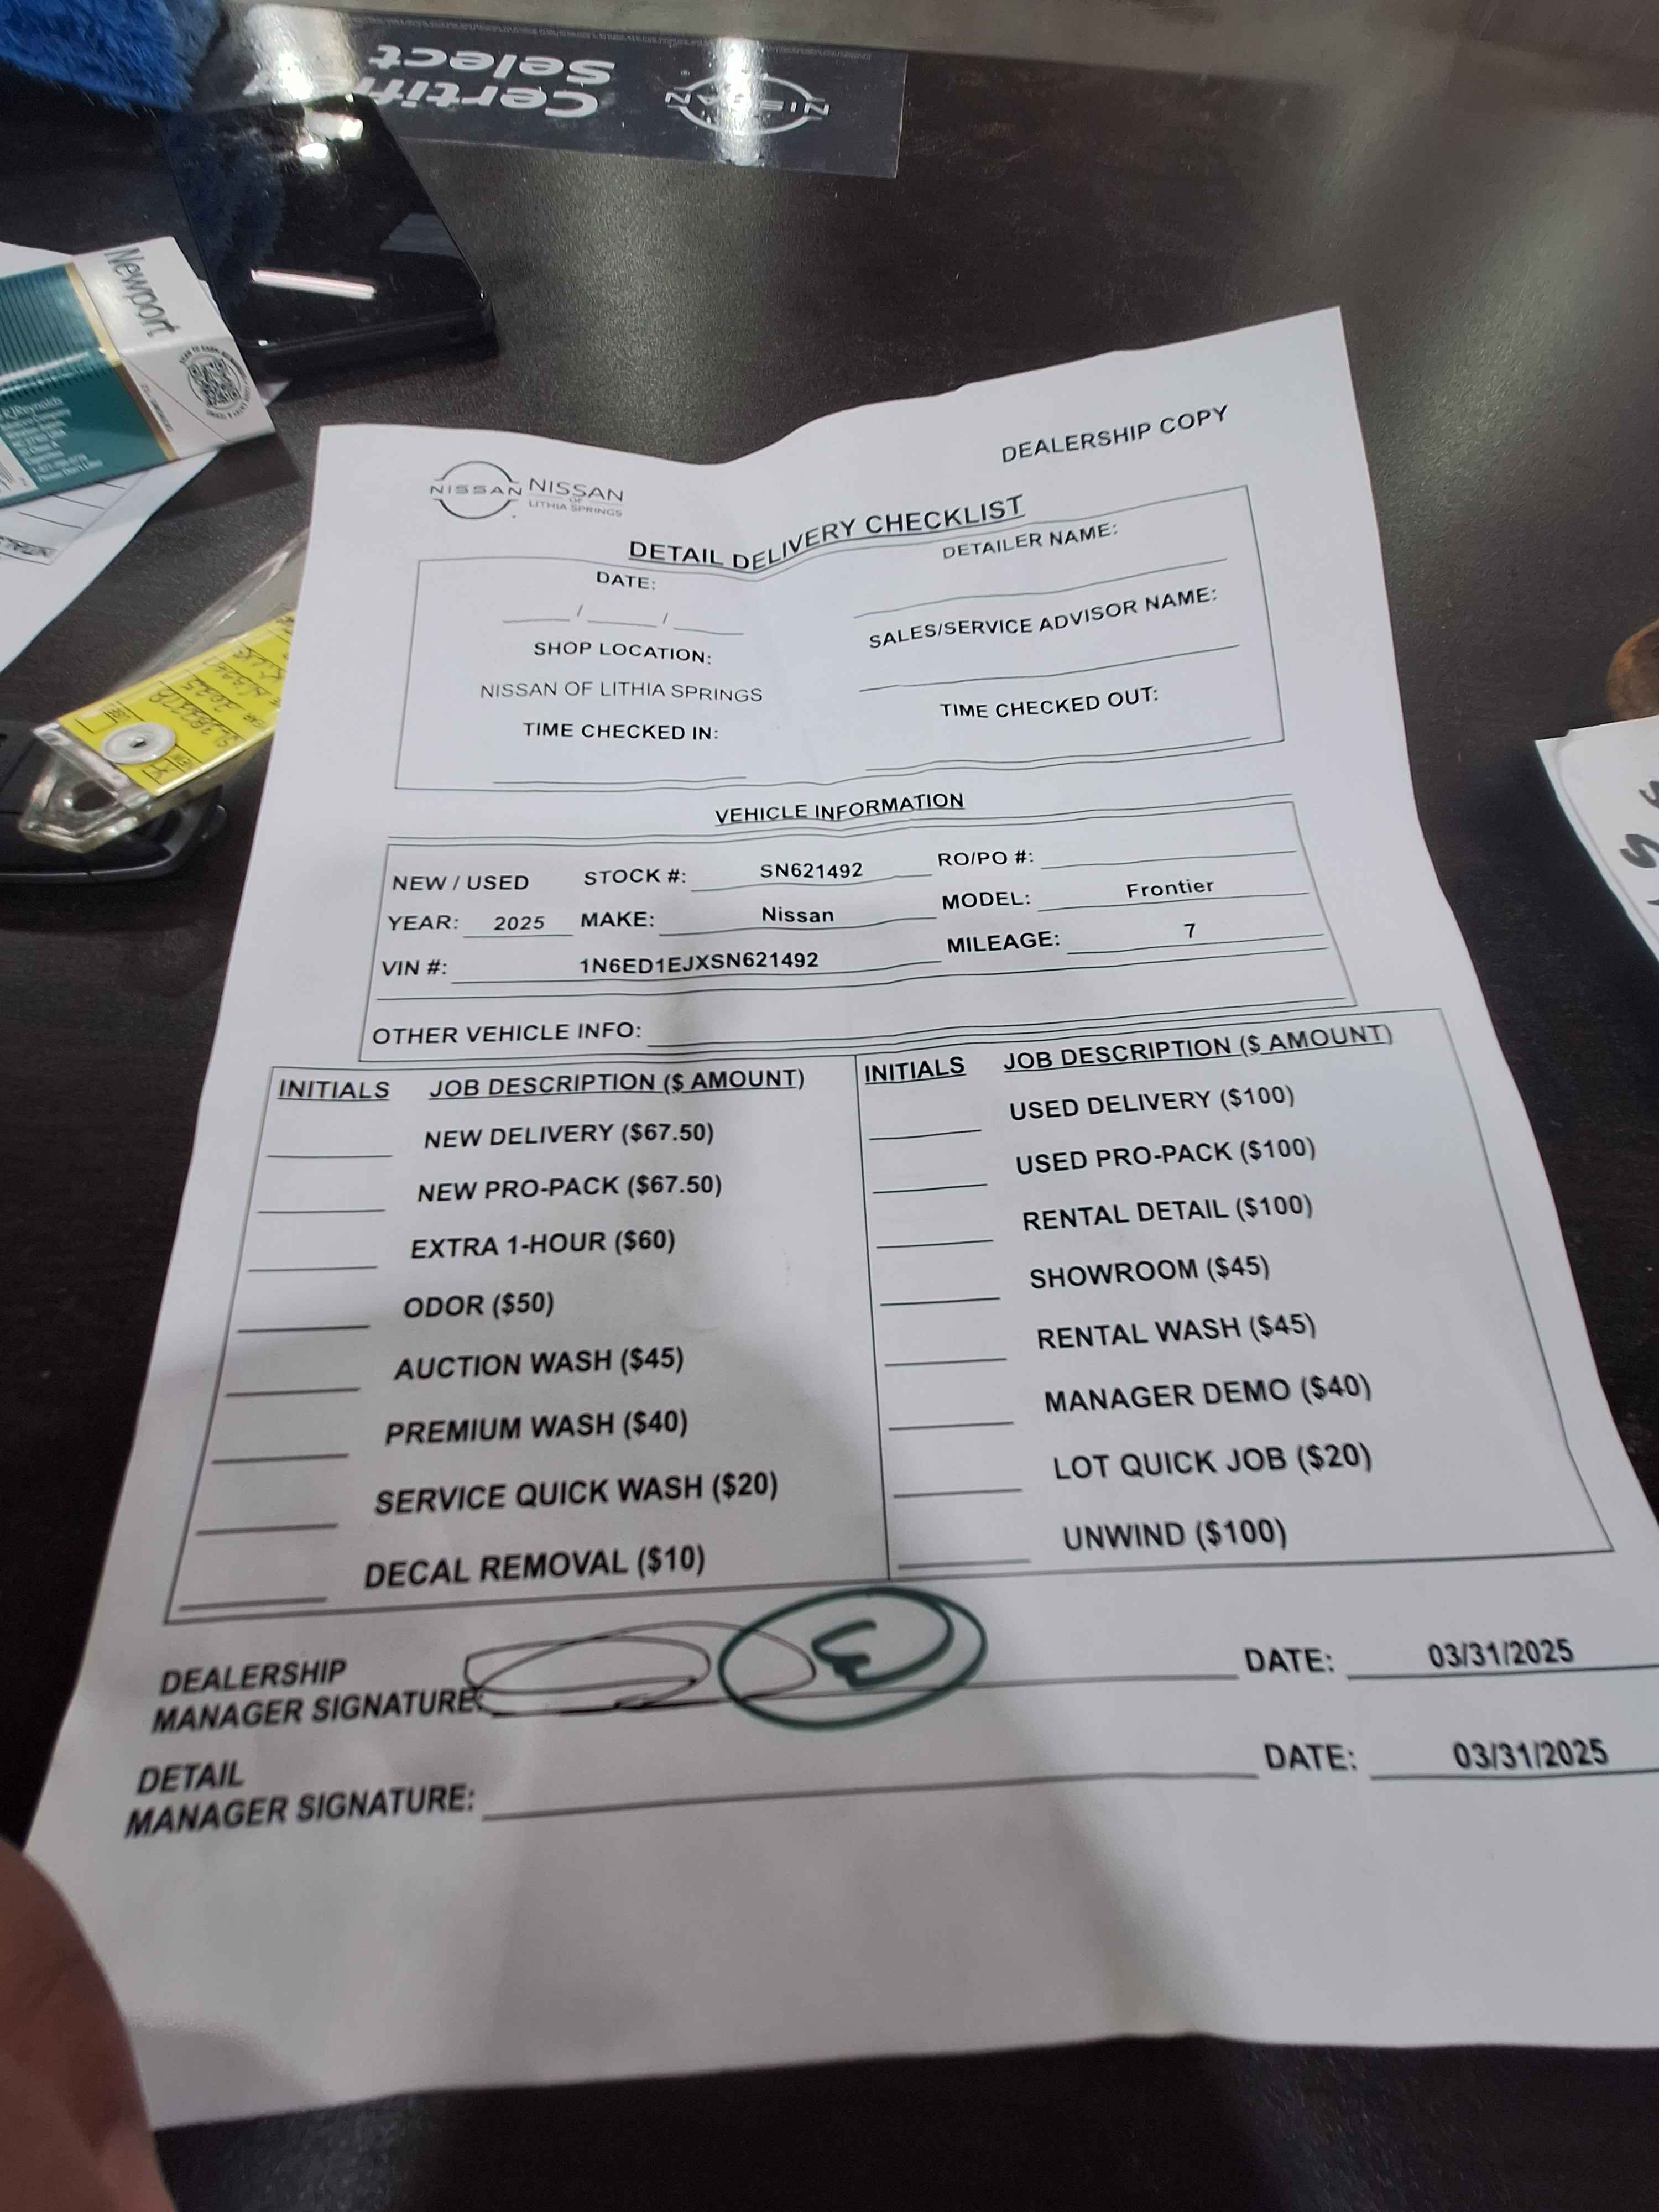 Certified
Select
NISSAN
Newport
DEALERSHIP COPY
NISSAN NISSAN
OF
LITHIA SPRINGS
DETAIL DELIVERY CHECKLIST
DATE:
DETAILER NAME:
/ /
SHOP LOCATION:
SALES/SERVICE ADVISOR NAME:
NISSAN OF LITHIA SPRINGS
TIME CHECKED IN:
TIME CHECKED OUT:
VEHICLE INFORMATION
NEW / USED STOCK #: SN621492 RO/PO #:
YEAR: 2025 MAKE: Nissan MODEL: Frontier
VIN #: 1N6ED1EJXSN621492 MILEAGE: 7
OTHER VEHICLE INFO:
INITIALS JOB DESCRIPTION ($ AMOUNT) INITIALS JOB DESCRIPTION ($ AMOUNT)
NEW DELIVERY ($67.50) USED DELIVERY ($100)
NEW PRO-PACK ($67.50) USED PRO-PACK ($100)
EXTRA 1-HOUR ($60) RENTAL DETAIL ($100)
ODOR ($50) SHOWROOM ($45)
AUCTION WASH ($45) RENTAL WASH ($45)
PREMIUM WASH ($40) MANAGER DEMO ($40)
SERVICE QUICK WASH ($20) LOT QUICK JOB ($20)
DECAL REMOVAL ($10) UNWIND ($100)
DEALERSHIP
MANAGER SIGNATURE: DATE: 03/31/2025
DETAIL
MANAGER SIGNATURE: DATE: 03/31/2025